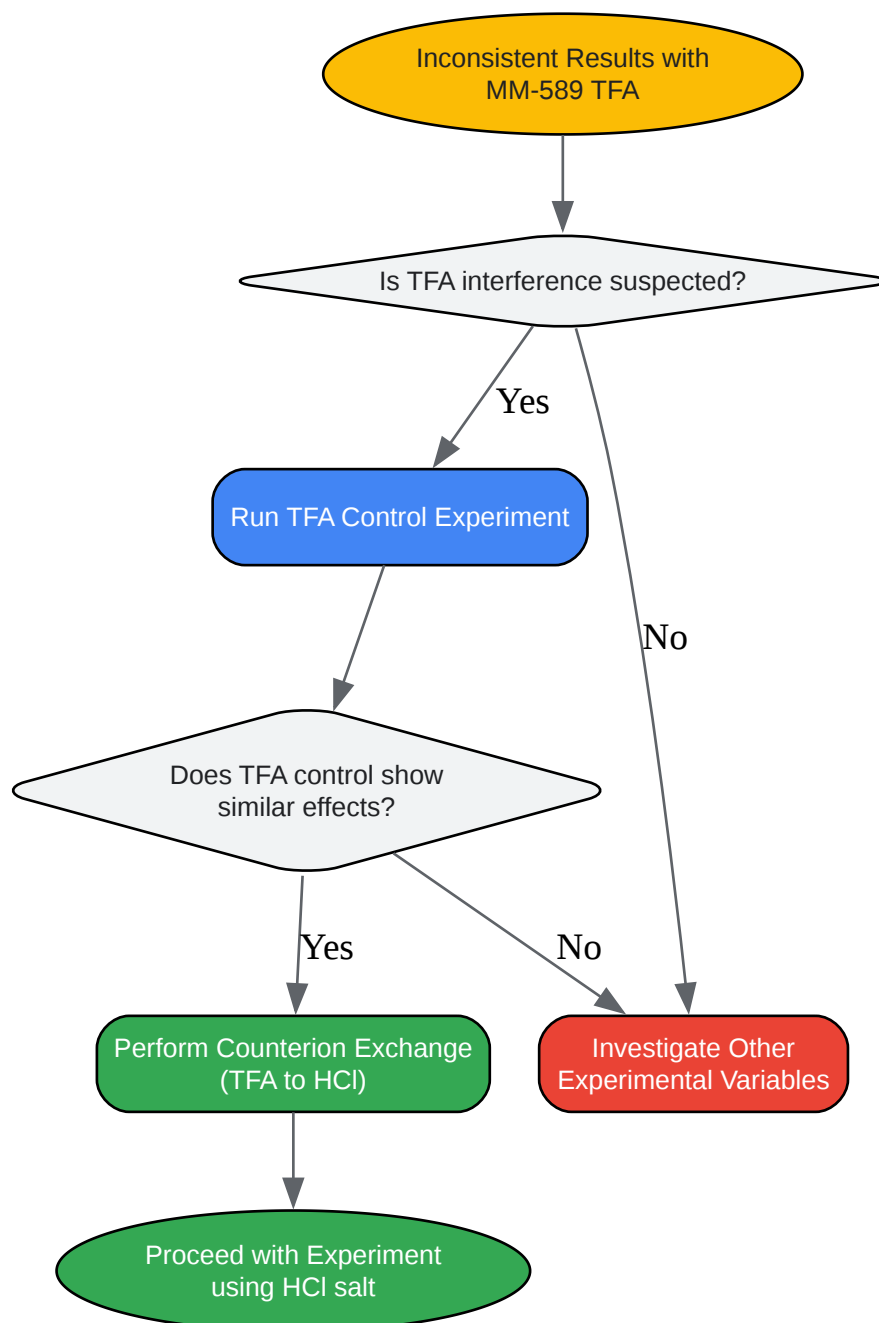 Inconsistent Results with
MM-589 TFA
Is TFA interference suspected?
Yes
Run TFA Control Experiment
No
Does TFA control show
similar effects?
Yes
No
Perform Counterion Exchange
(TFA to HCl)
Investigate Other
Experimental Variables
Proceed with Experiment
using HCl salt